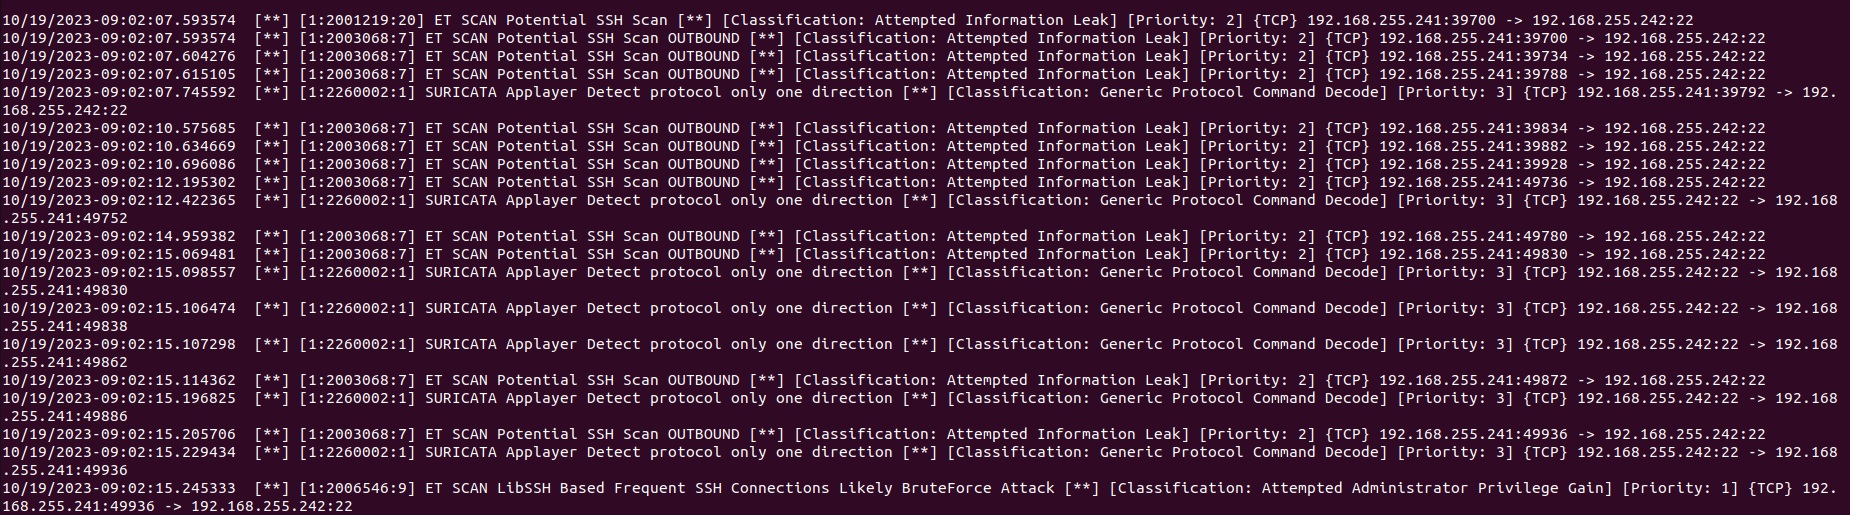 10/19/2023-09:02:07.593574  [**] [1:2001219:20] ET SCAN Potential SSH Scan [**] [Classification: Attempted Information Leak] [Priority: 2] {TCP} 192.168.255.241:39700 -> 192.168.255.242:22
10/19/2023-09:02:07.593574  [**] [1:2003068:7] ET SCAN Potential SSH Scan OUTBOUND [**] [Classification: Attempted Information Leak] [Priority: 2] {TCP} 192.168.255.241:39700 -> 192.168.255.242:22
10/19/2023-09:02:07.604276  [**] [1:2003068:7] ET SCAN Potential SSH Scan OUTBOUND [**] [Classification: Attempted Information Leak] [Priority: 2] {TCP} 192.168.255.241:39734 -> 192.168.255.242:22
10/19/2023-09:02:07.615105  [**] [1:2003068:7] ET SCAN Potential SSH Scan OUTBOUND [**] [Classification: Attempted Information Leak] [Priority: 2] {TCP} 192.168.255.241:39788 -> 192.168.255.242:22
10/19/2023-09:02:07.745592  [**] [1:2260002:1] SURICATA Applayer Detect protocol only one direction [**] [Classification: Generic Protocol Command Decode] [Priority: 3] {TCP} 192.168.255.241:39792 -> 192.
168.255.242:22
10/19/2023-09:02:10.575685  [**] [1:2003068:7] ET SCAN Potential SSH Scan OUTBOUND [**] [Classification: Attempted Information Leak] [Priority: 2] {TCP} 192.168.255.241:39834 -> 192.168.255.242:22
10/19/2023-09:02:10.634669  [**] [1:2003068:7] ET SCAN Potential SSH Scan OUTBOUND [**] [Classification: Attempted Information Leak] [Priority: 2] {TCP} 192.168.255.241:39882 -> 192.168.255.242:22
10/19/2023-09:02:10.696086  [**] [1:2003068:7] ET SCAN Potential SSH Scan OUTBOUND [**] [Classification: Attempted Information Leak] [Priority: 2] {TCP} 192.168.255.241:39928 -> 192.168.255.242:22
10/19/2023-09:02:12.195302  [**] [1:2003068:7] ET SCAN Potential SSH Scan OUTBOUND [**] [Classification: Attempted Information Leak] [Priority: 2] {TCP} 192.168.255.241:49736 -> 192.168.255.242:22
10/19/2023-09:02:12.422365  [**] [1:2260002:1] SURICATA Applayer Detect protocol only one direction [**] [Classification: Generic Protocol Command Decode] [Priority: 3] {TCP} 192.168.255.242:22 -> 192.168
.255.241:49752
10/19/2023-09:02:14.959382  [**] [1:2003068:7] ET SCAN Potential SSH Scan OUTBOUND [**] [Classification: Attempted Information Leak] [Priority: 2] {TCP} 192.168.255.241:49780 -> 192.168.255.242:22
10/19/2023-09:02:15.069481  [**] [1:2003068:7] ET SCAN Potential SSH Scan OUTBOUND [**] [Classification: Attempted Information Leak] [Priority: 2] {TCP} 192.168.255.241:49830 -> 192.168.255.242:22
10/19/2023-09:02:15.098557  [**] [1:2260002:1] SURICATA Applayer Detect protocol only one direction [**] [Classification: Generic Protocol Command Decode] [Priority: 3] {TCP} 192.168.255.242:22 -> 192.168
.255.241:49830
10/19/2023-09:02:15.106474  [**] [1:2260002:1] SURICATA Applayer Detect protocol only one direction [**] [Classification: Generic Protocol Command Decode] [Priority: 3] {TCP} 192.168.255.242:22 -> 192.168
.255.241:49838
10/19/2023-09:02:15.107298  [**] [1:2260002:1] SURICATA Applayer Detect protocol only one direction [**] [Classification: Generic Protocol Command Decode] [Priority: 3] {TCP} 192.168.255.242:22 -> 192.168
.255.241:49862
10/19/2023-09:02:15.114362  [**] [1:2003068:7] ET SCAN Potential SSH Scan OUTBOUND [**] [Classification: Attempted Information Leak] [Priority: 2] {TCP} 192.168.255.241:49872 -> 192.168.255.242:22
10/19/2023-09:02:15.196825  [**] [1:2260002:1] SURICATA Applayer Detect protocol only one direction [**] [Classification: Generic Protocol Command Decode] [Priority: 3] {TCP} 192.168.255.242:22 -> 192.168
.255.241:49886
10/19/2023-09:02:15.205706  [**] [1:2003068:7] ET SCAN Potential SSH Scan OUTBOUND [**] [Classification: Attempted Information Leak] [Priority: 2] {TCP} 192.168.255.241:49936 -> 192.168.255.242:22
10/19/2023-09:02:15.229434  [**] [1:2260002:1] SURICATA Applayer Detect protocol only one direction [**] [Classification: Generic Protocol Command Decode] [Priority: 3] {TCP} 192.168.255.242:22 -> 192.168
.255.241:49936
10/19/2023-09:02:15.245333  [**] [1:2006546:9] ET SCAN LibSSH Based Frequent SSH Connections Likely BruteForce Attack [**] [Classification: Attempted Administrator Privilege Gain] [Priority: 1] {TCP} 192.
168.255.241:49936 -> 192.168.255.242:22